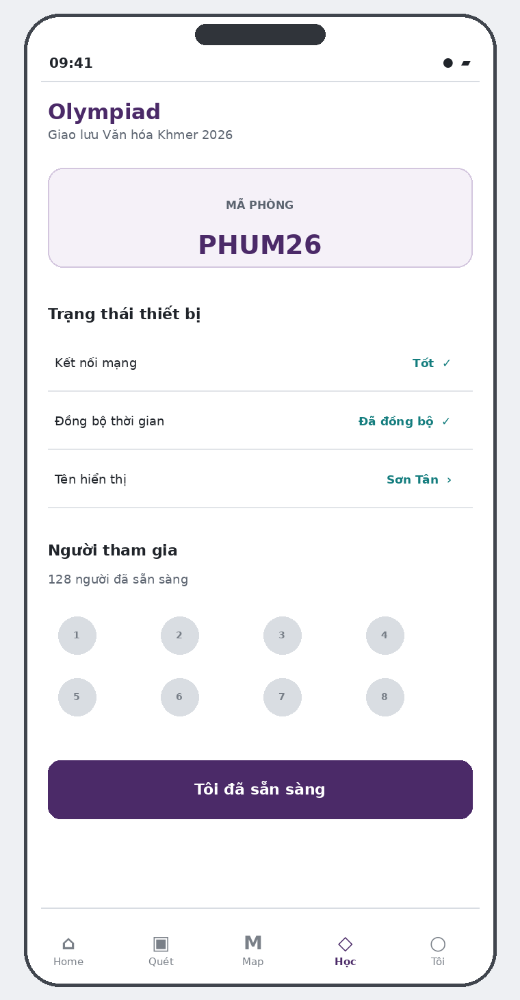 09:41
Olympiad
Giao lưu Văn hóa Khmer 2026
MÃ PHÒNG
PHUM26
Trạng thái thiết bị
Kết nối mạng Tốt ✓
Đồng bộ thời gian Đã đồng bộ ✓
Tên hiển thị Sơn Tân ›
Người tham gia
128 người đã sẵn sàng
1 2 3 4
5 6 7 8
Tôi đã sẵn sàng
M
Home Quét Map Học Tôi